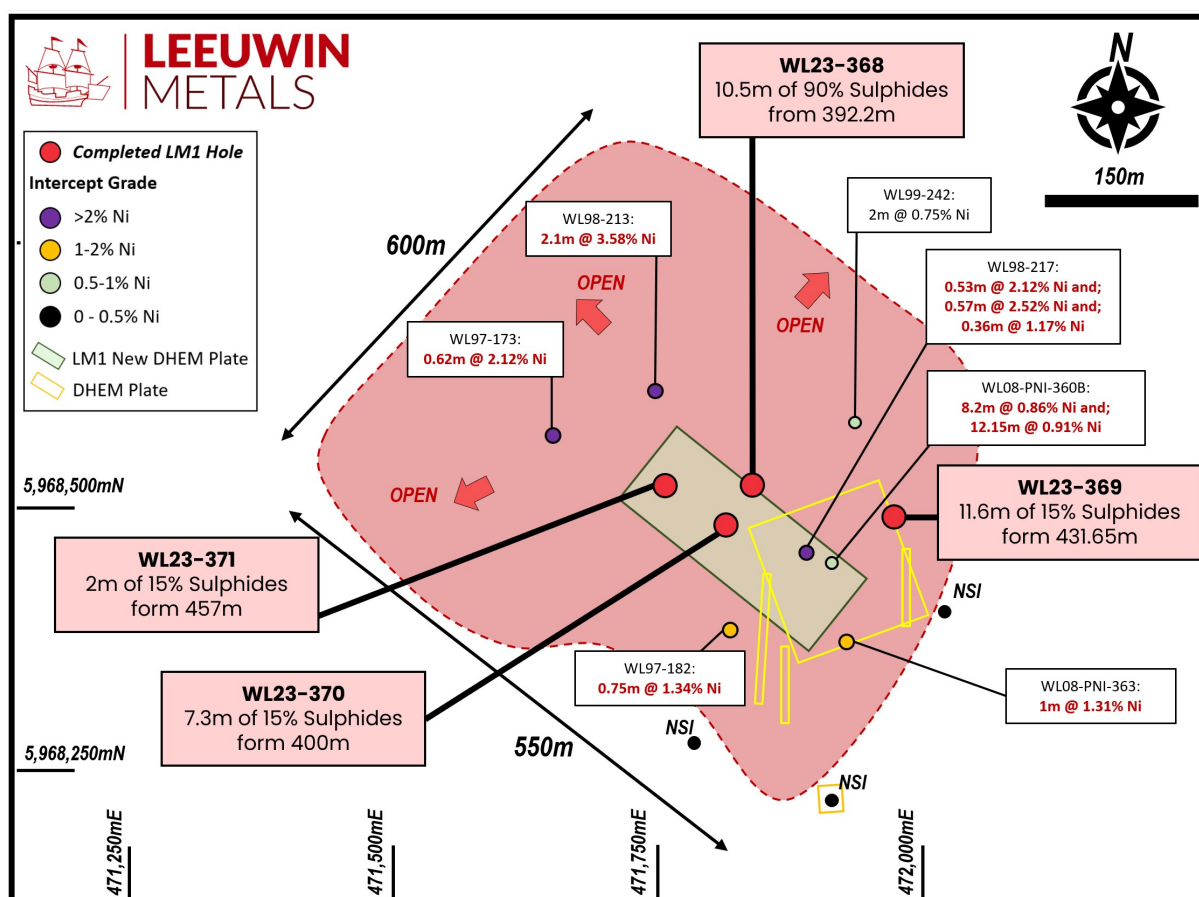 LEEUWIN
METALS
Completed LM1 Hole
Intercept Grade
>2% Ni
1-2% Ni
0.5-1% Ni
0 - 0.5% Ni
LM1 New DHEM Plate
DHEM Plate
WL23-368
10.5m of 90% Sulphides
from 392.2m
N
150m
600m
WL98-213:
2.1m @ 3.58% Ni
WL99-242:
2m @ 0.75% Ni
OPEN
OPEN
WL98-217:
0.53m @ 2.12% Ni and;
0.57m @ 2.52% Ni and;
0.36m @ 1.17% Ni
WL97-173:
0.62m @ 2.12% Ni
WL08-PNI-360B:
8.2m @ 0.86% Ni and;
12.15m @ 0.91% Ni
OPEN
5,968,500mN
WL23-369
11.6m of 15% Sulphides
form 431.65m
WL23-371
2m of 15% Sulphides
form 457m
NSI
WL97-182:
0.75m @ 1.34% Ni
WL08-PNI-363:
1m @ 1.31% Ni
WL23-370
7.3m of 15% Sulphides
form 400m
NSI
550m
5,968,250mN
NSI
471,250mE
471,500mE
471,750mE
472,000mE